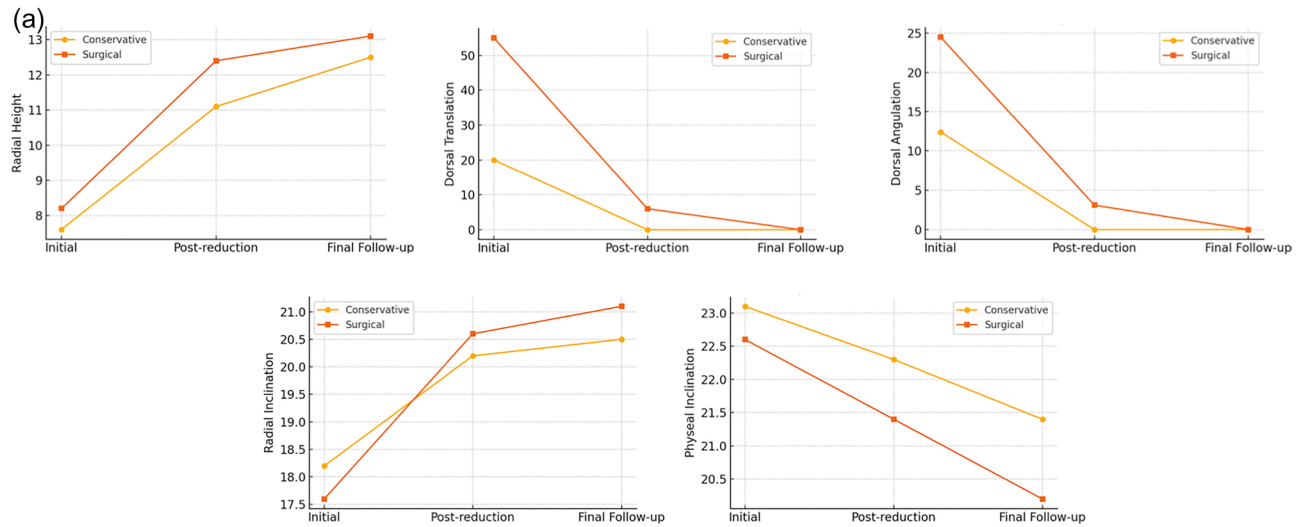 (a)
Radial Height
13
12
11
10
9
8
Conservative
Surgical
Initial
Post-reduction
Final Follow-up
Dorsal Translation
50
40
30
20
10
0
Conservative
Surgical
Initial
Post-reduction
Final Follow-up
Dorsal Angulation
25
20
15
10
5
0
Conservative
Surgical
Initial
Post-reduction
Final Follow-up
Radial Inclination
21.0
20.5
20.0
19.5
19.0
18.5
18.0
17.5
Conservative
Surgical
Initial
Post-reduction
Final Follow-up
Physeal Inclination
23.0
22.5
22.0
21.5
21.0
20.5
Conservative
Surgical
Initial
Post-reduction
Final Follow-up